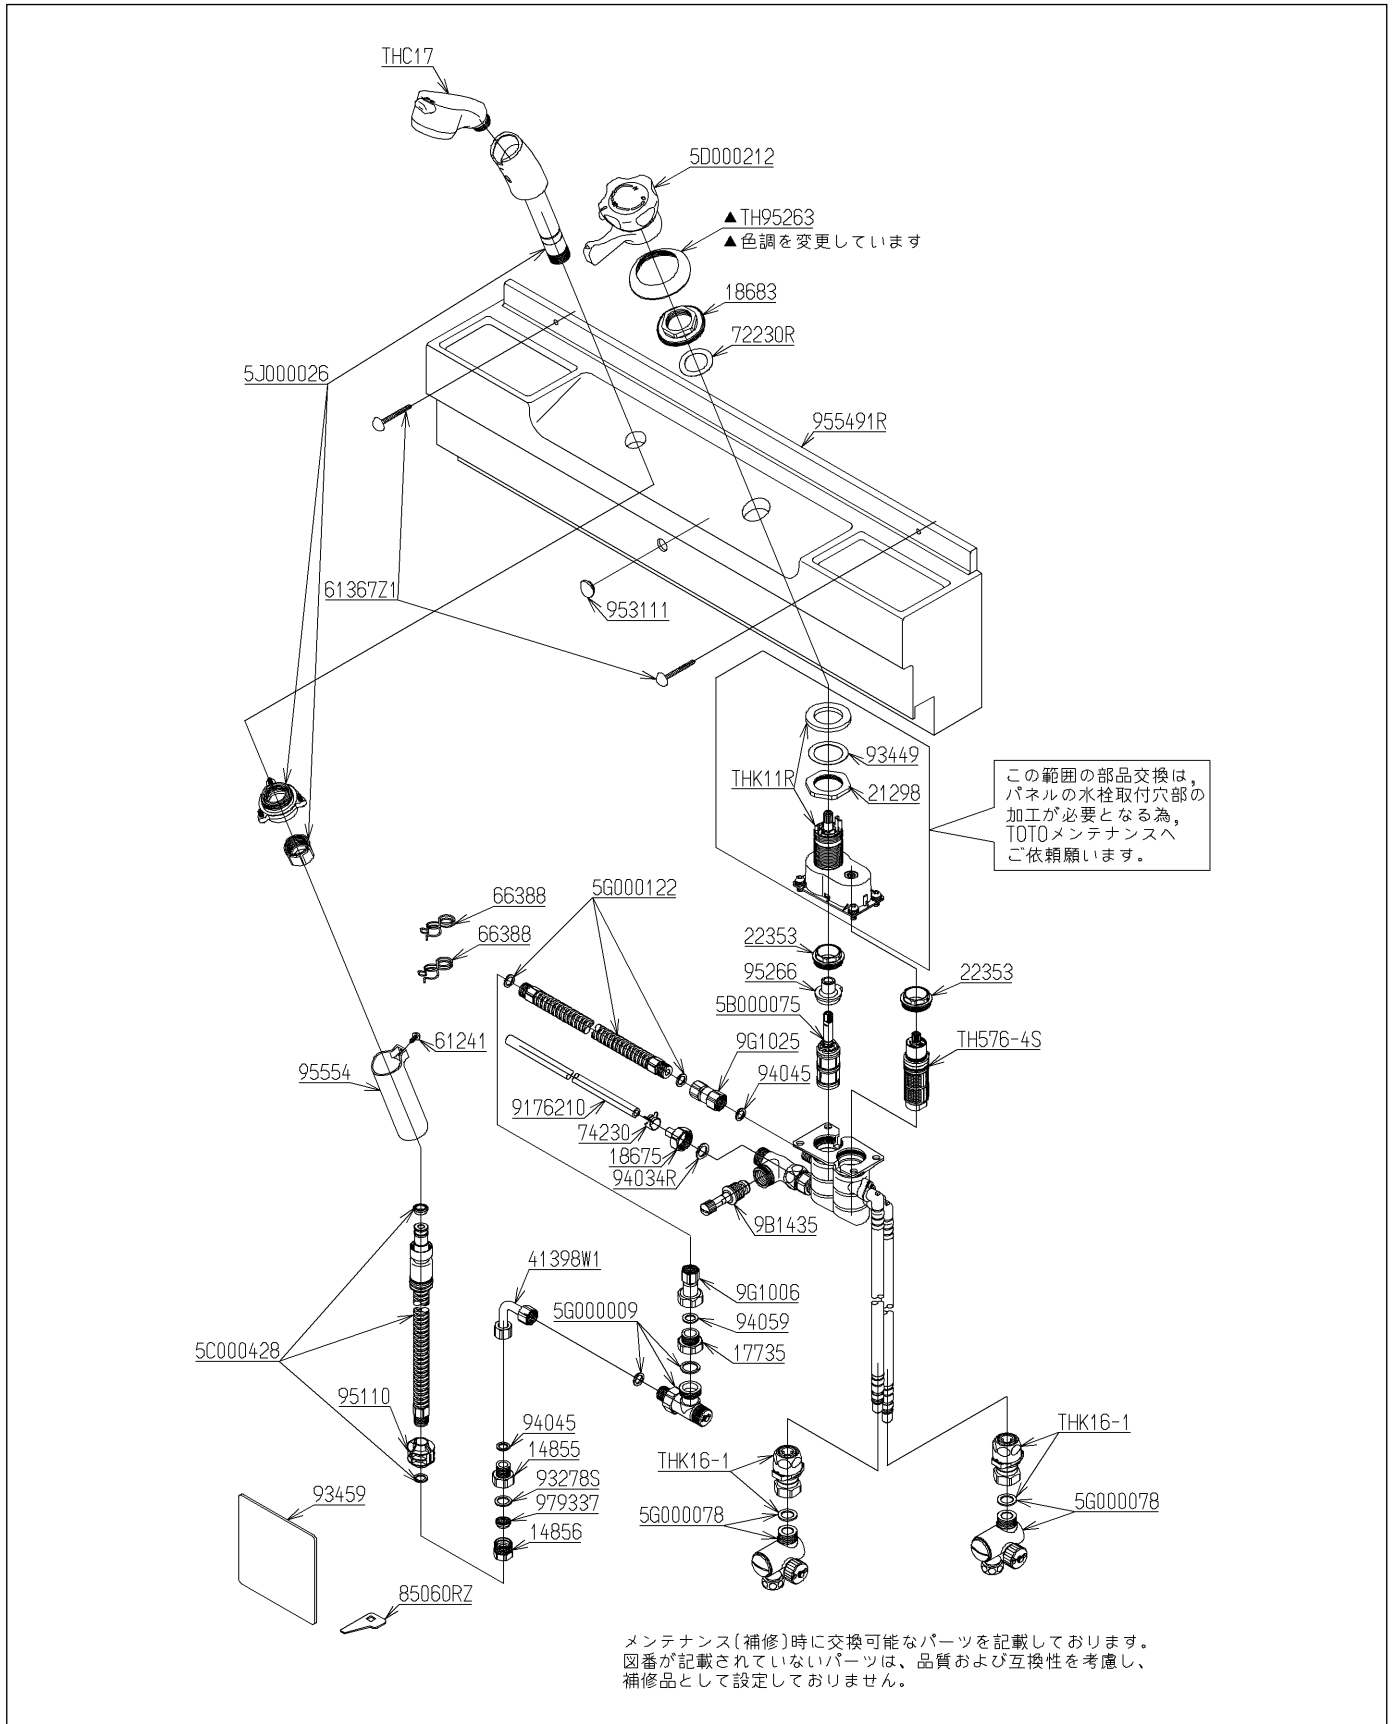 THC17
5D000212
▲TH95263
▲色調を変更しています
18683
72230R
5J000026
955491R
61367Z1
953111
THK11R
93449
21298
この範囲の部品交換は，
パネルの水栓取付穴部の
加工が必要となる為，
TOTOメンテナンスへ
ご依頼願います。
66388
5G000122
66388
22353
95266
22353
5B000075
61241
9G1025
TH576-4S
95554
94045
9176210
74230
18675
94034R
9B1435
41398W1
9G1006
5G000009
94059
5C000428
17735
95110
94045
14855
THK16-1
THK16-1
93278S
93459
979337
5G000078
5G000078
14856
85060RZ
メンテナンス(補修)時に交換可能なパーツを記載しております。
図番が記載されていないパーツは、品質および互換性を考慮し、
補修品として設定しておりません。